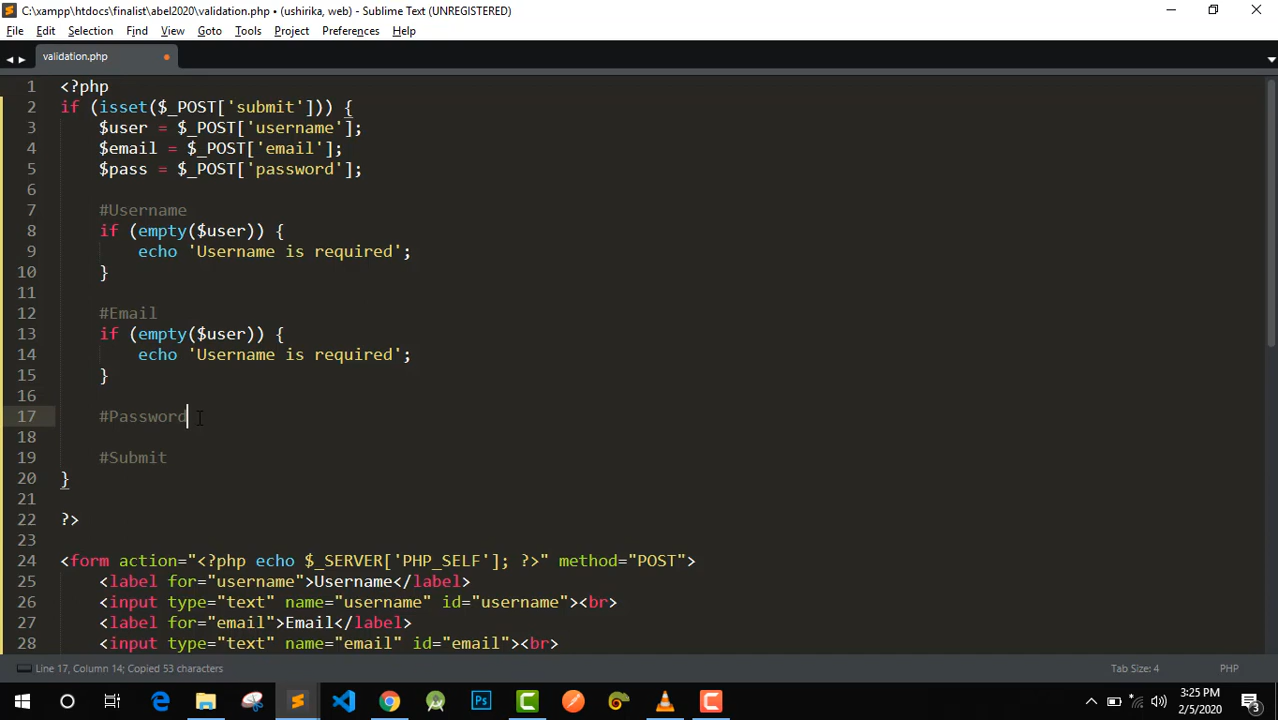 C:\xampp\htdocs\finalist\abel2020\validation.php • (ushirika, web) - Sublime Text (UNREGISTERED)
File Edit Selection Find View Goto Tools Project Preferences Help
validation.php
1 <?php
2 if (isset($_POST['submit'])) {
3 $user = $_POST['username'];
4 $email = $_POST['email'];
5 $pass = $_POST['password'];
6
7 #Username
8 if (empty($user)) {
9 echo 'Username is required';
10 }
11
12 #Email
13 if (empty($user)) {
14 echo 'Username is required';
15 }
16
17 #Password
18
19 #Submit
20 }
21
22 ?>
23
24 <form action="<?php echo $_SERVER['PHP_SELF']; ?>" method="POST">
25 <label for="username">Username</label>
26 <input type="text" name="username" id="username"><br>
27 <label for="email">Email</label>
28 <input type="text" name="email" id="email"><br>
Line 17, Column 14; Copied 53 characters Tab Size: 4 PHP
Ps
3:25 PM
2/5/2020
3